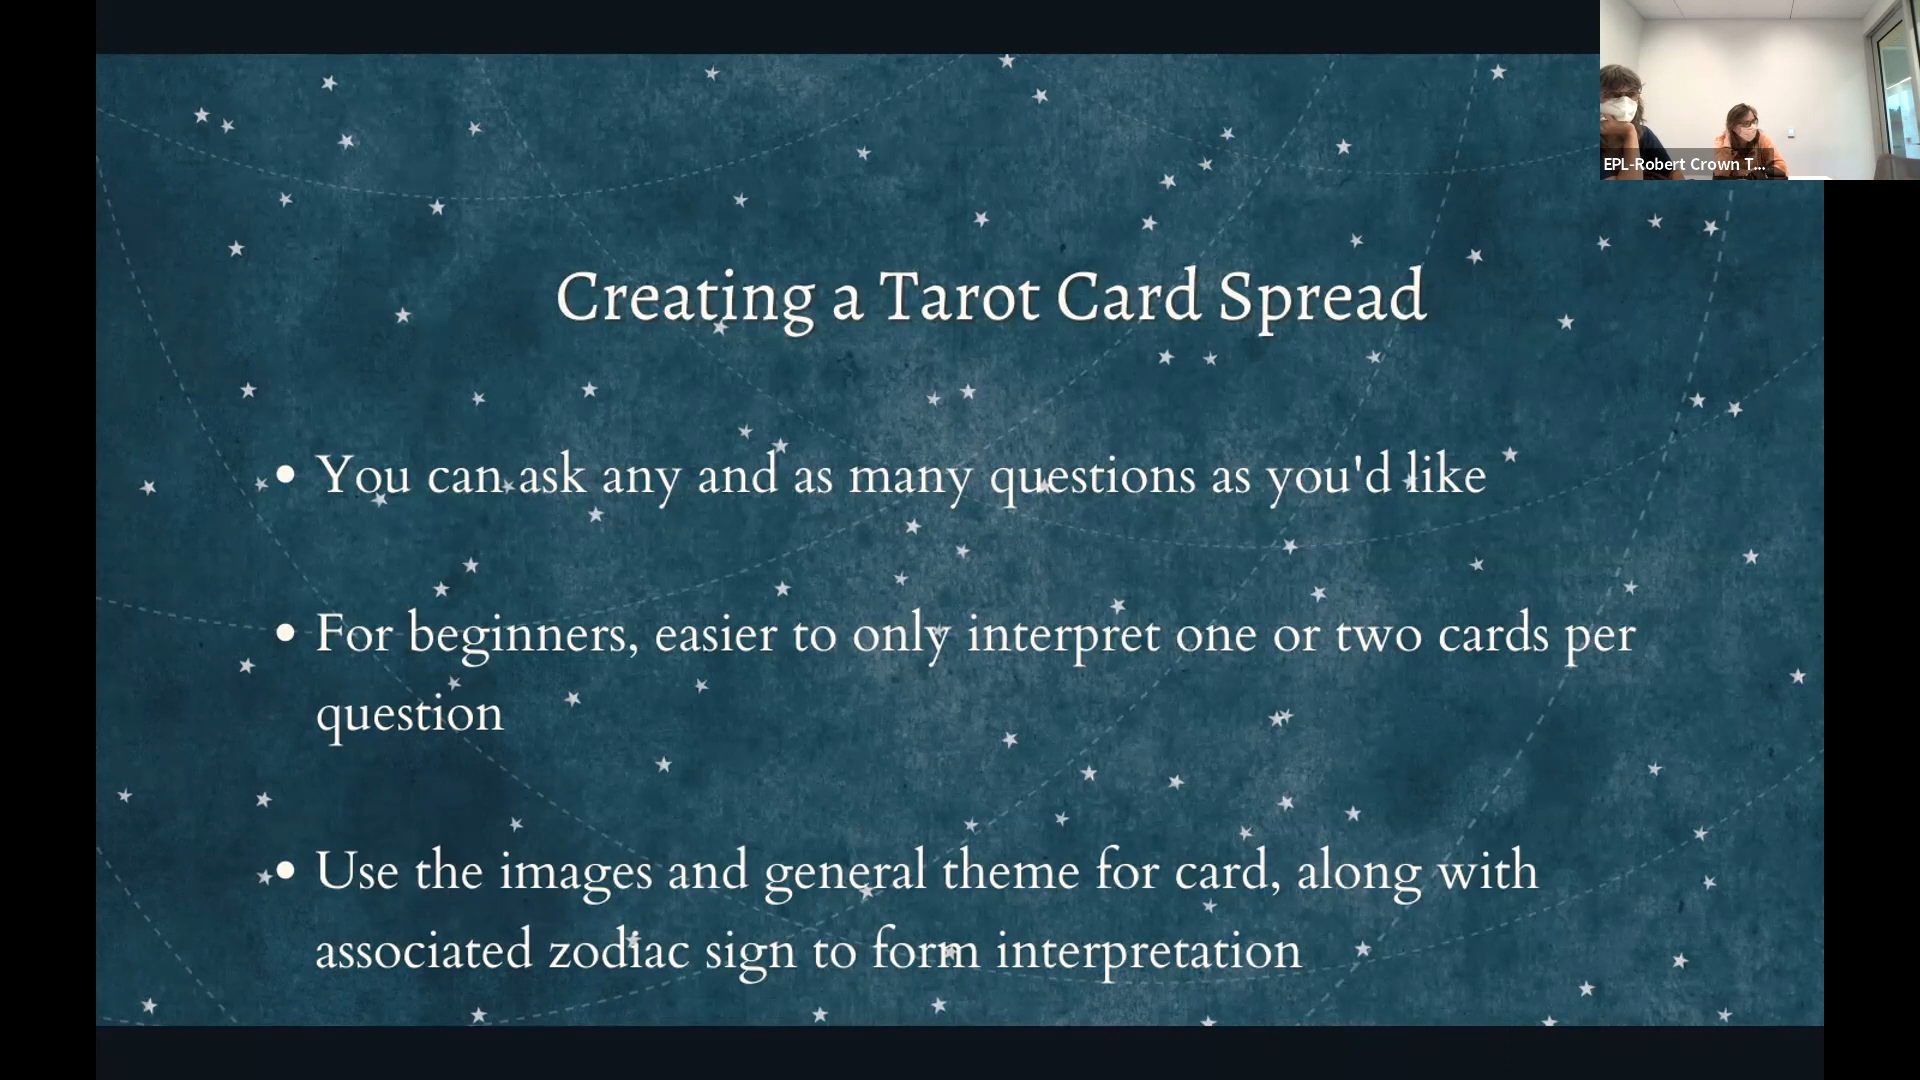 EPL-Robert Crown T...
Creating a Tarot Card Spread
• You can ask any and as many questions as you'd like
• For beginners, easier to only interpret one or two cards per
question
• Use the images and general theme for card, along with
associated zodiac sign to form interpretation